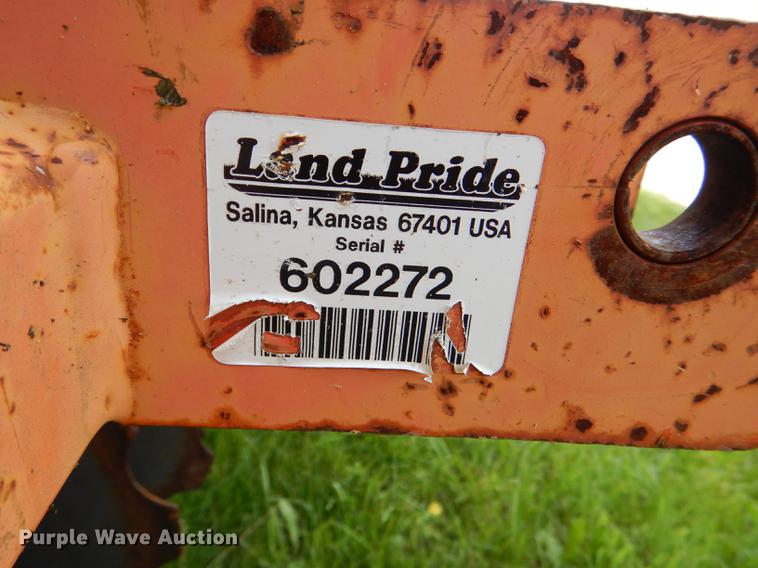 Land Pride
Salina, Kansas 67401 USA
Serial #
602272
Purple Wave Auction